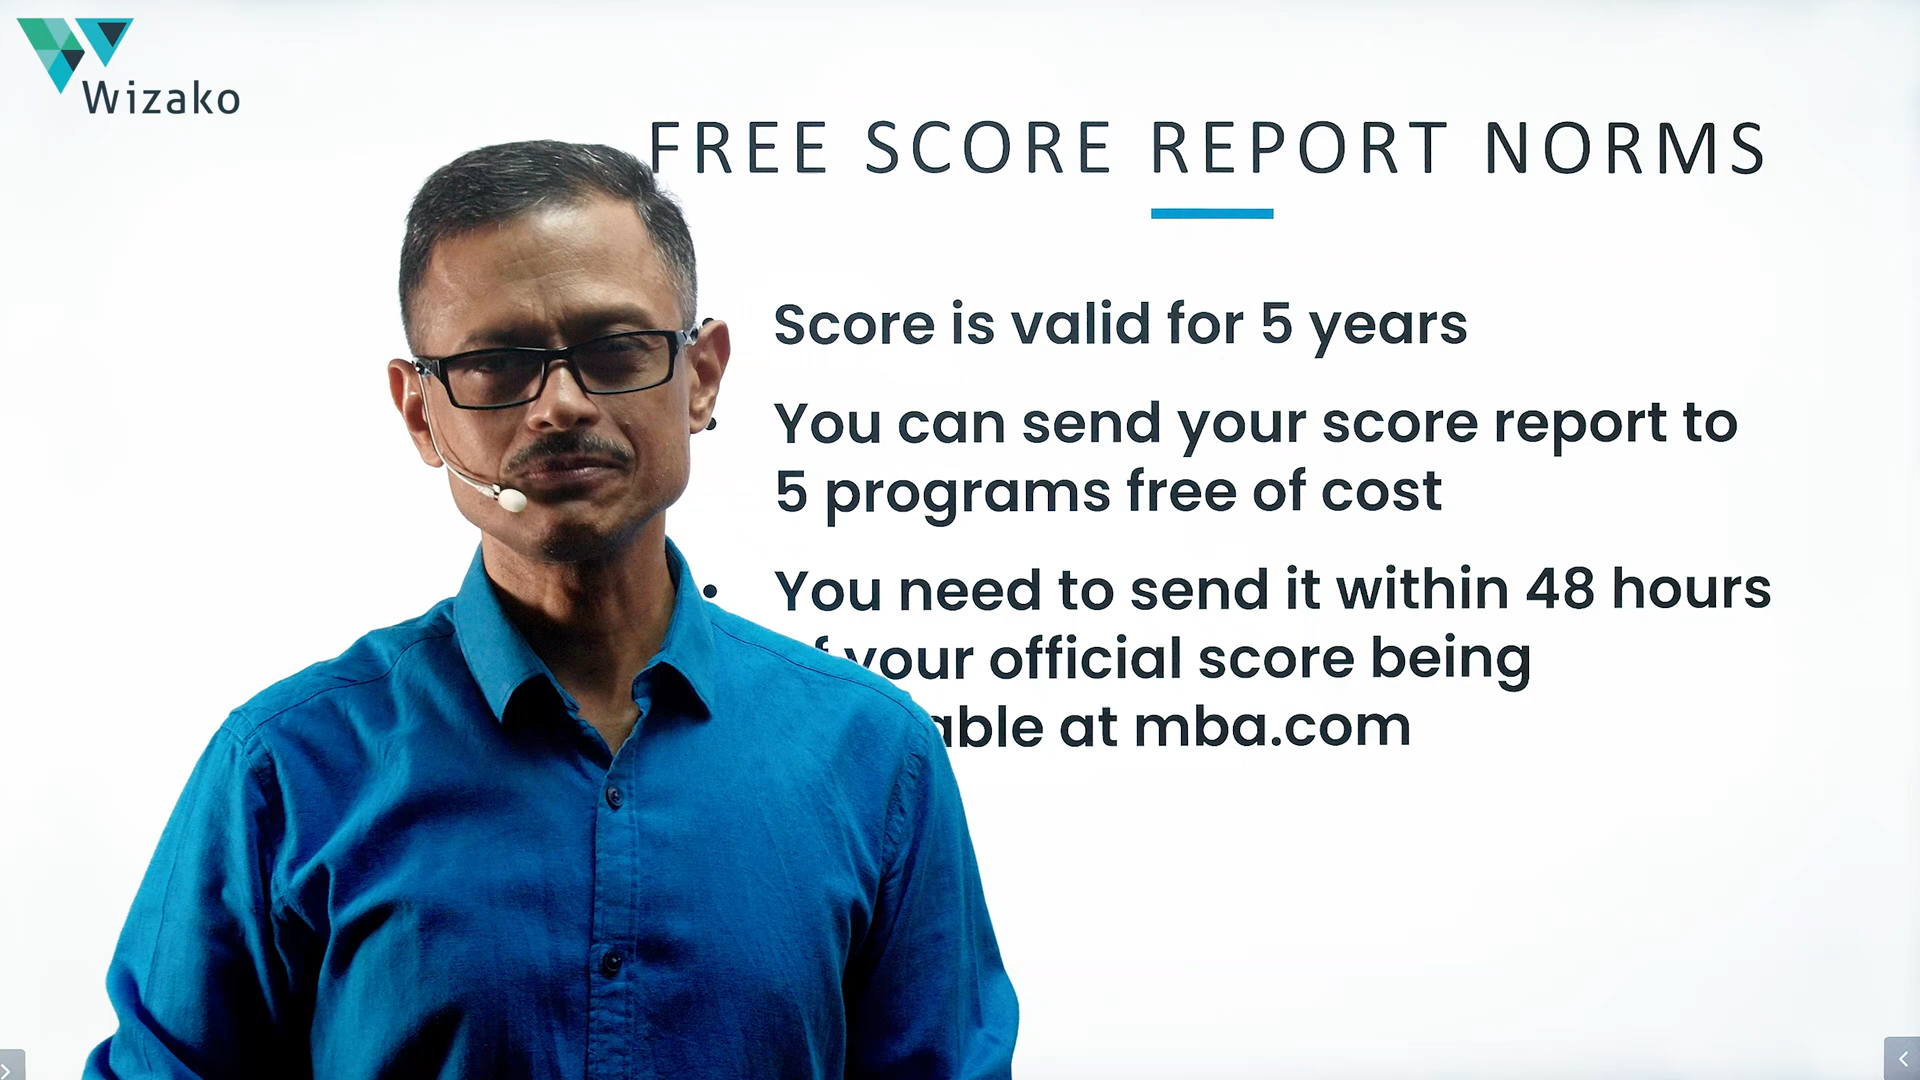 Wizako
FREE SCORE REPORT NORMS
• Score is valid for 5 years
• You can send your score report to
5 programs free of cost
• You need to send it within 48 hours
your official score being
at mba.com